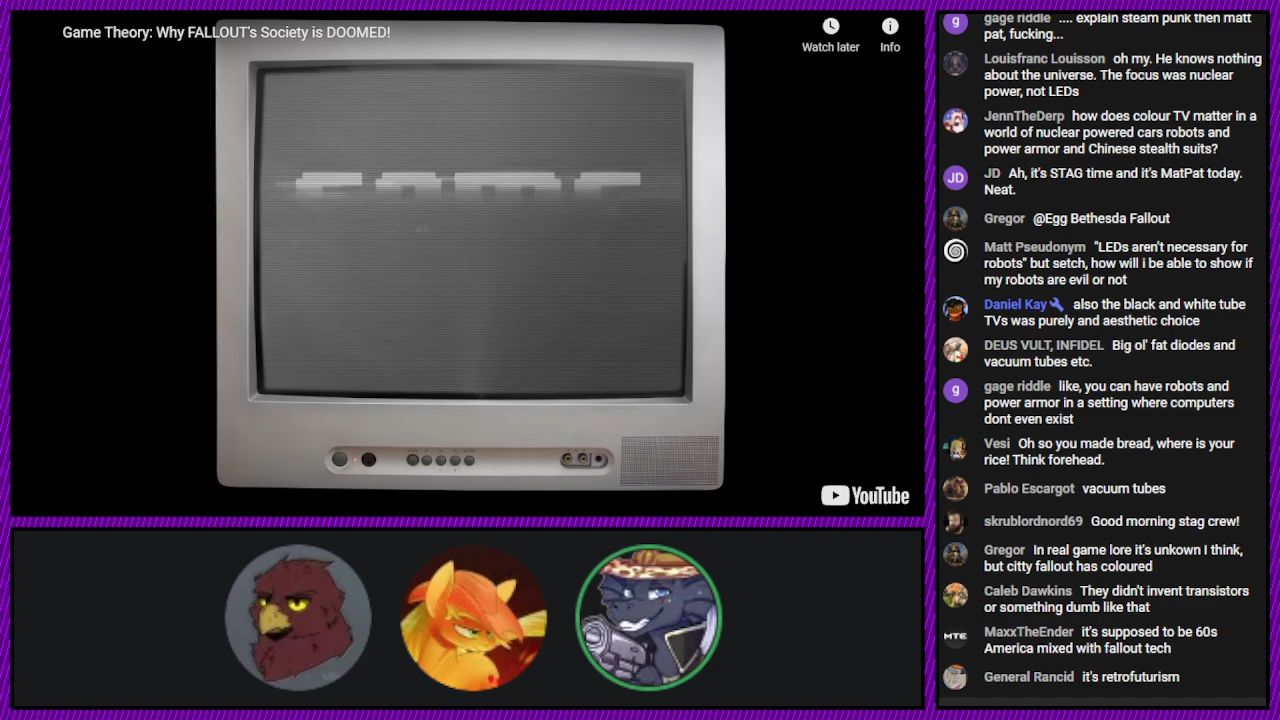 Game Theory: Why FALLOUT's Society is DOOMED!
Watch later
Info
YouTube
gage riddle .... explain steam punk then matt
pat, fucking...
Louisfranc Louisson oh my. He knows nothing
about the universe. The focus was nuclear
power, not LEDs
JennTheDerp how does colour TV matter in a
world of nuclear powered cars robots and
power armor and Chinese stealth suits?
JD
JD Ah, it's STAG time and it's MatPat today.
Neat.
Gregor @Egg Bethesda Fallout
Matt Pseudonym "LEDs aren't necessary for
robots" but setch, how will i be able to show if
my robots are evil or not
Daniel Kay also the black and white tube
TVs was purely and aesthetic choice
DEUS VULT, INFIDEL Big ol' fat diodes and
vacuum tubes etc.
g
gage riddle like, you can have robots and
power armor in a setting where computers
dont even exist
Vesi Oh so you made bread, where is your
rice! Think forehead.
Pablo Escargot vacuum tubes
skrublordnord69 Good morning stag crew!
Gregor In real game lore it's unkown I think,
but citty fallout has coloured
Caleb Dawkins They didn't invent transistors
or something dumb like that
MTE
MaxxTheEnder it's supposed to be 60s
America mixed with fallout tech
General Rancid it's retrofuturism